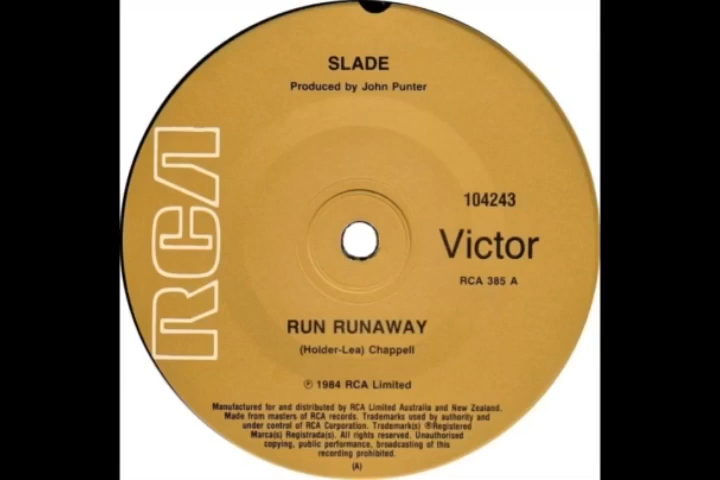 SLADE
Produced by John Punter
RCA
104243
Victor
RCA 385 A
RUN RUNAWAY
(Holder-Lea) Chappell
℗ 1984 RCA Limited
Manufactured for and distributed by RCA Limited Australia and New Zealand.
Made from masters of RCA records. Trademarks used by authority and
under control of RCA Corporation. Trademark(s) ®Registered
Marca(s) Registrada(s). All rights reserved. Unauthorised
copying, public performance, broadcasting of this
recording prohibited.
(A)